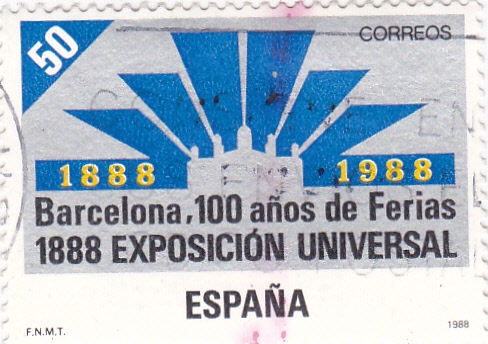 50
CORREOS
1888 1988
Barcelona, 100 años de Ferias
1888 EXPOSICIÓN UNIVERSAL
ESPAÑA
F.N.M.T. 1988